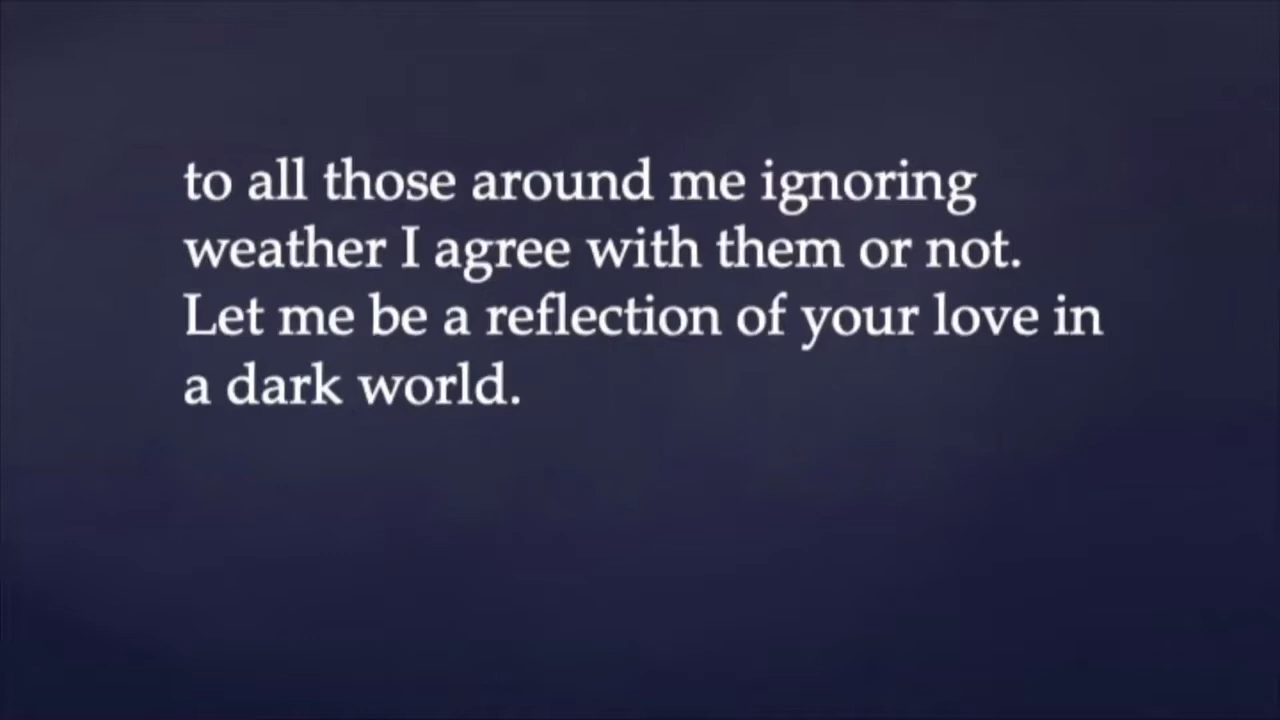 to all those around me ignoring
weather I agree with them or not.
Let me be a reflection of your love in
a dark world.